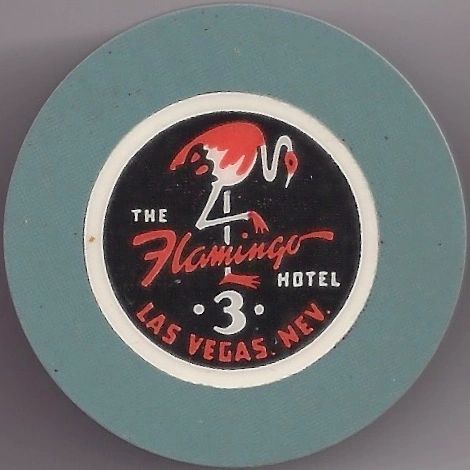 THE
Flamingo
HOTEL
·3·
LAS VEGAS. NEV.